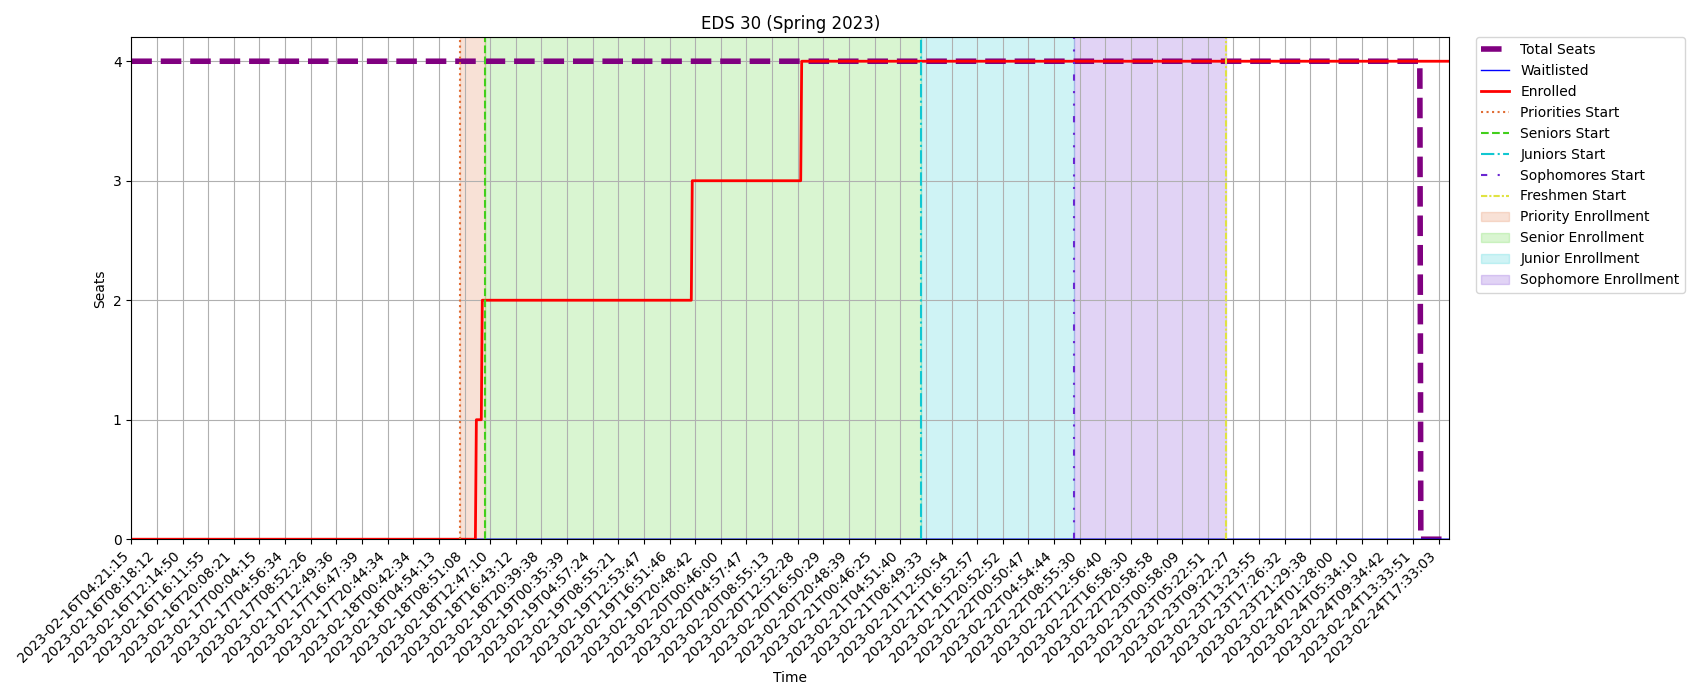 EDS 30 (Spring 2023)
4
3
2
1
0
Seats
2023-02-16T04:21:15
2023-02-16T08:18:12
2023-02-16T12:14:50
2023-02-16T16:11:55
2023-02-16T20:08:21
2023-02-17T00:04:15
2023-02-17T04:56:34
2023-02-17T08:52:26
2023-02-17T12:49:36
2023-02-17T16:47:39
2023-02-17T20:44:34
2023-02-18T00:42:34
2023-02-18T04:54:13
2023-02-18T08:51:08
2023-02-18T12:47:10
2023-02-18T16:43:12
2023-02-18T20:39:38
2023-02-19T00:35:39
2023-02-19T04:57:24
2023-02-19T08:55:21
2023-02-19T12:53:47
2023-02-19T16:51:46
2023-02-19T20:48:42
2023-02-20T00:46:00
2023-02-20T04:57:47
2023-02-20T08:55:13
2023-02-20T12:52:28
2023-02-20T16:50:29
2023-02-20T20:48:39
2023-02-21T00:46:25
2023-02-21T04:51:40
2023-02-21T08:49:33
2023-02-21T12:50:54
2023-02-21T16:52:57
2023-02-21T20:52:52
2023-02-22T00:50:47
2023-02-22T04:54:44
2023-02-22T08:55:30
2023-02-22T12:56:40
2023-02-22T16:58:30
2023-02-22T20:58:58
2023-02-23T00:58:09
2023-02-23T05:22:51
2023-02-23T09:22:27
2023-02-23T13:23:55
2023-02-23T17:26:32
2023-02-23T21:29:38
2023-02-24T01:28:00
2023-02-24T05:34:10
2023-02-24T09:34:42
2023-02-24T13:33:51
2023-02-24T17:33:03
Time
Total Seats
Waitlisted
Enrolled
Priorities Start
Seniors Start
Juniors Start
Sophomores Start
Freshmen Start
Priority Enrollment
Senior Enrollment
Junior Enrollment
Sophomore Enrollment